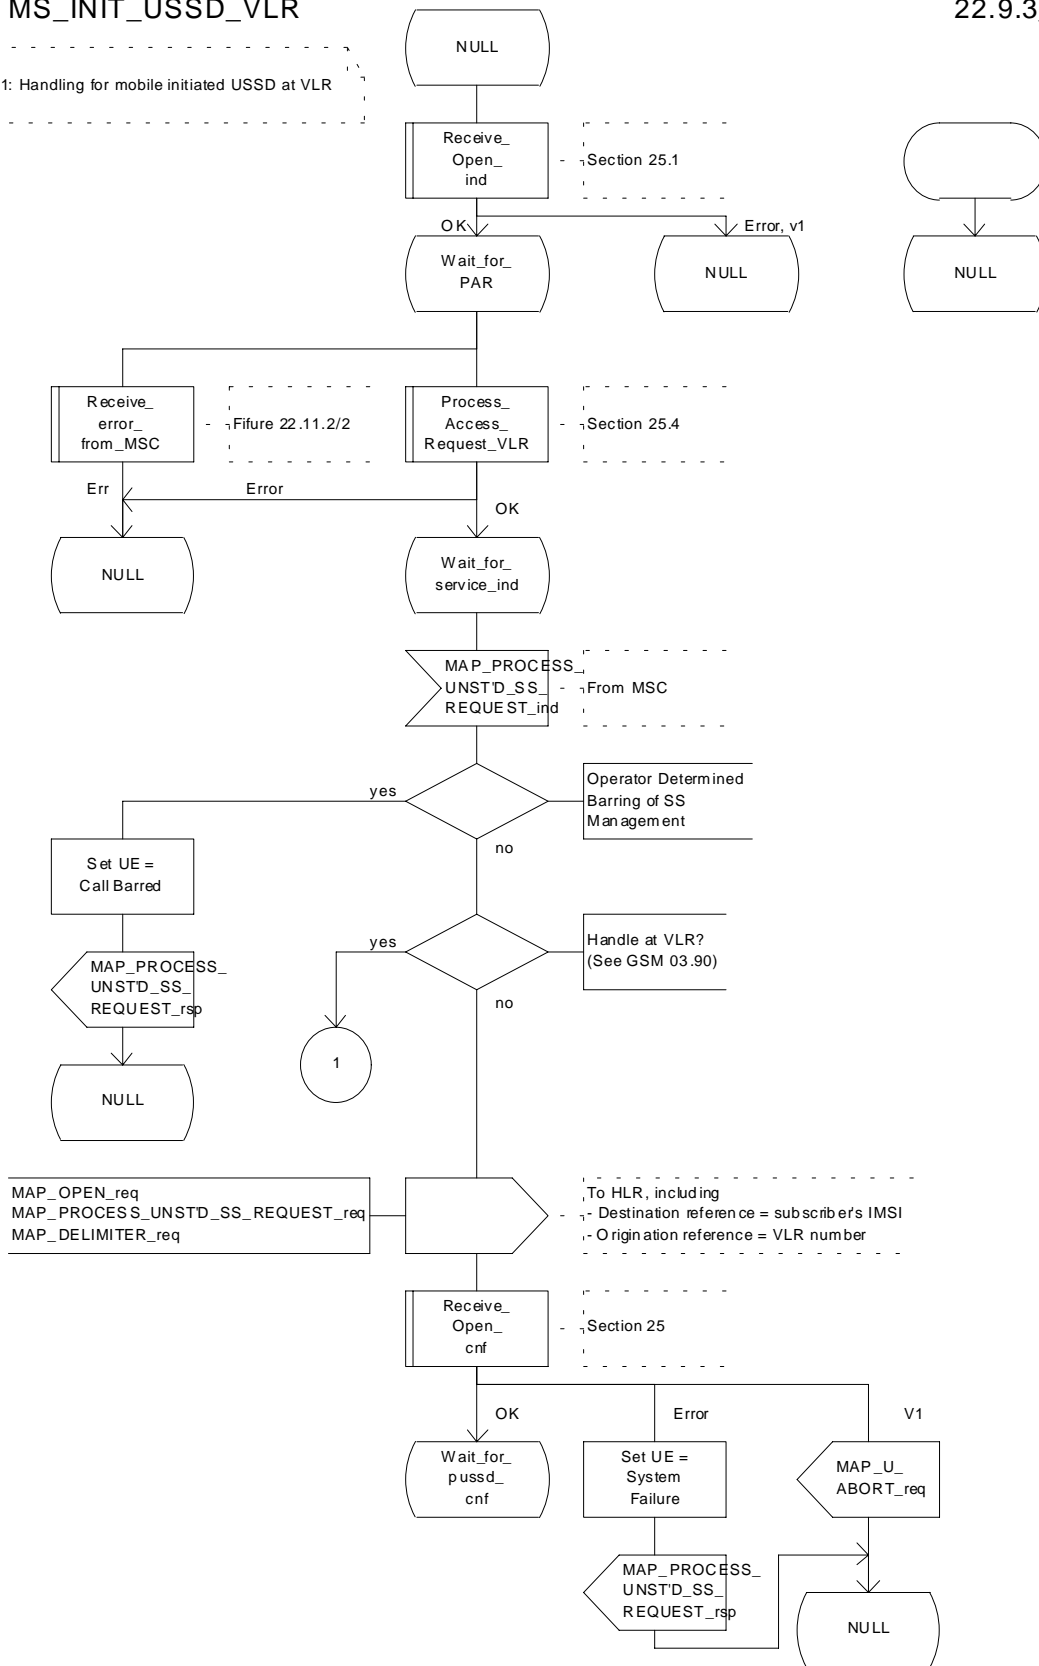 MS_INIT_USSD_VLR
22.9.3
NULL
1: Handling for mobile initiated USSD at VLR
Receive_
Open_
ind
Section 25.1
OK
Error, v1
Wait_for_
PAR
NULL
NULL
Receive_
error_
from_MSC
Fifure 22.11.2/2
Process_
Access_
Request_VLR
Section 25.4
Err
Error
OK
NULL
Wait_for_
service_ind
MAP_PROCESS_
UNST'D_SS_
REQUEST_ind
From MSC
yes
Operator Determined
Barring of SS
Management
no
Set UE =
Call Barred
yes
Handle at VLR?
(See GSM 03.90)
no
MAP_PROCESS_
UNST'D_SS_
REQUEST_rsp
1
NULL
MAP_OPEN_req
MAP_PROCESS_UNST'D_SS_REQUEST_req
MAP_DELIMITER_req
To HLR, including
- Destination reference = subscriber's IMSI
- Origination reference = VLR number
Receive_
Open_
cnf
Section 25
OK
Error
V1
Wait_for_
pussd_
cnf
Set UE =
System
Failure
MAP_U_
ABORT_req
MAP_PROCESS_
UNST'D_SS_
REQUEST_rsp
NULL